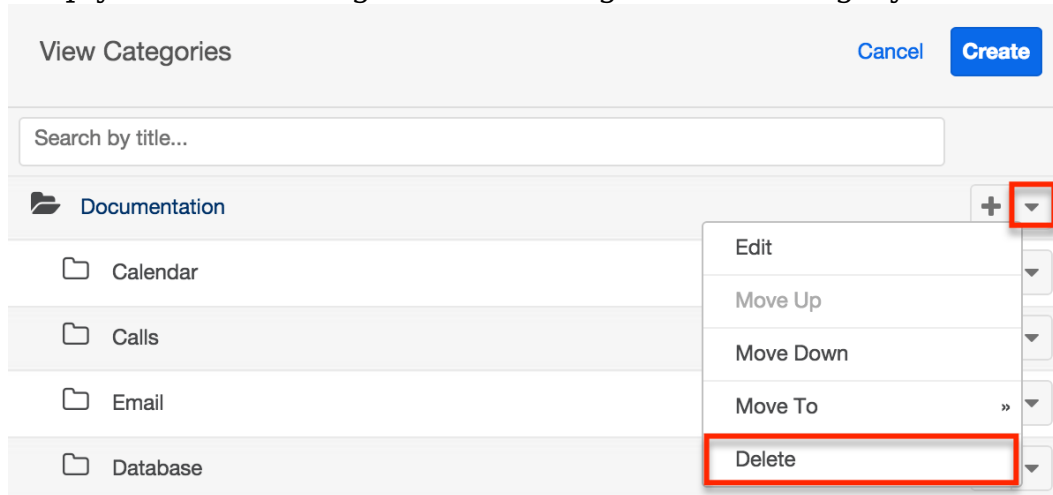 View Categories Cancel Create
Search by title...
Documentation
Edit
Calendar
Move Up
Calls
Move Down
Email
Move To »
Database
Delete